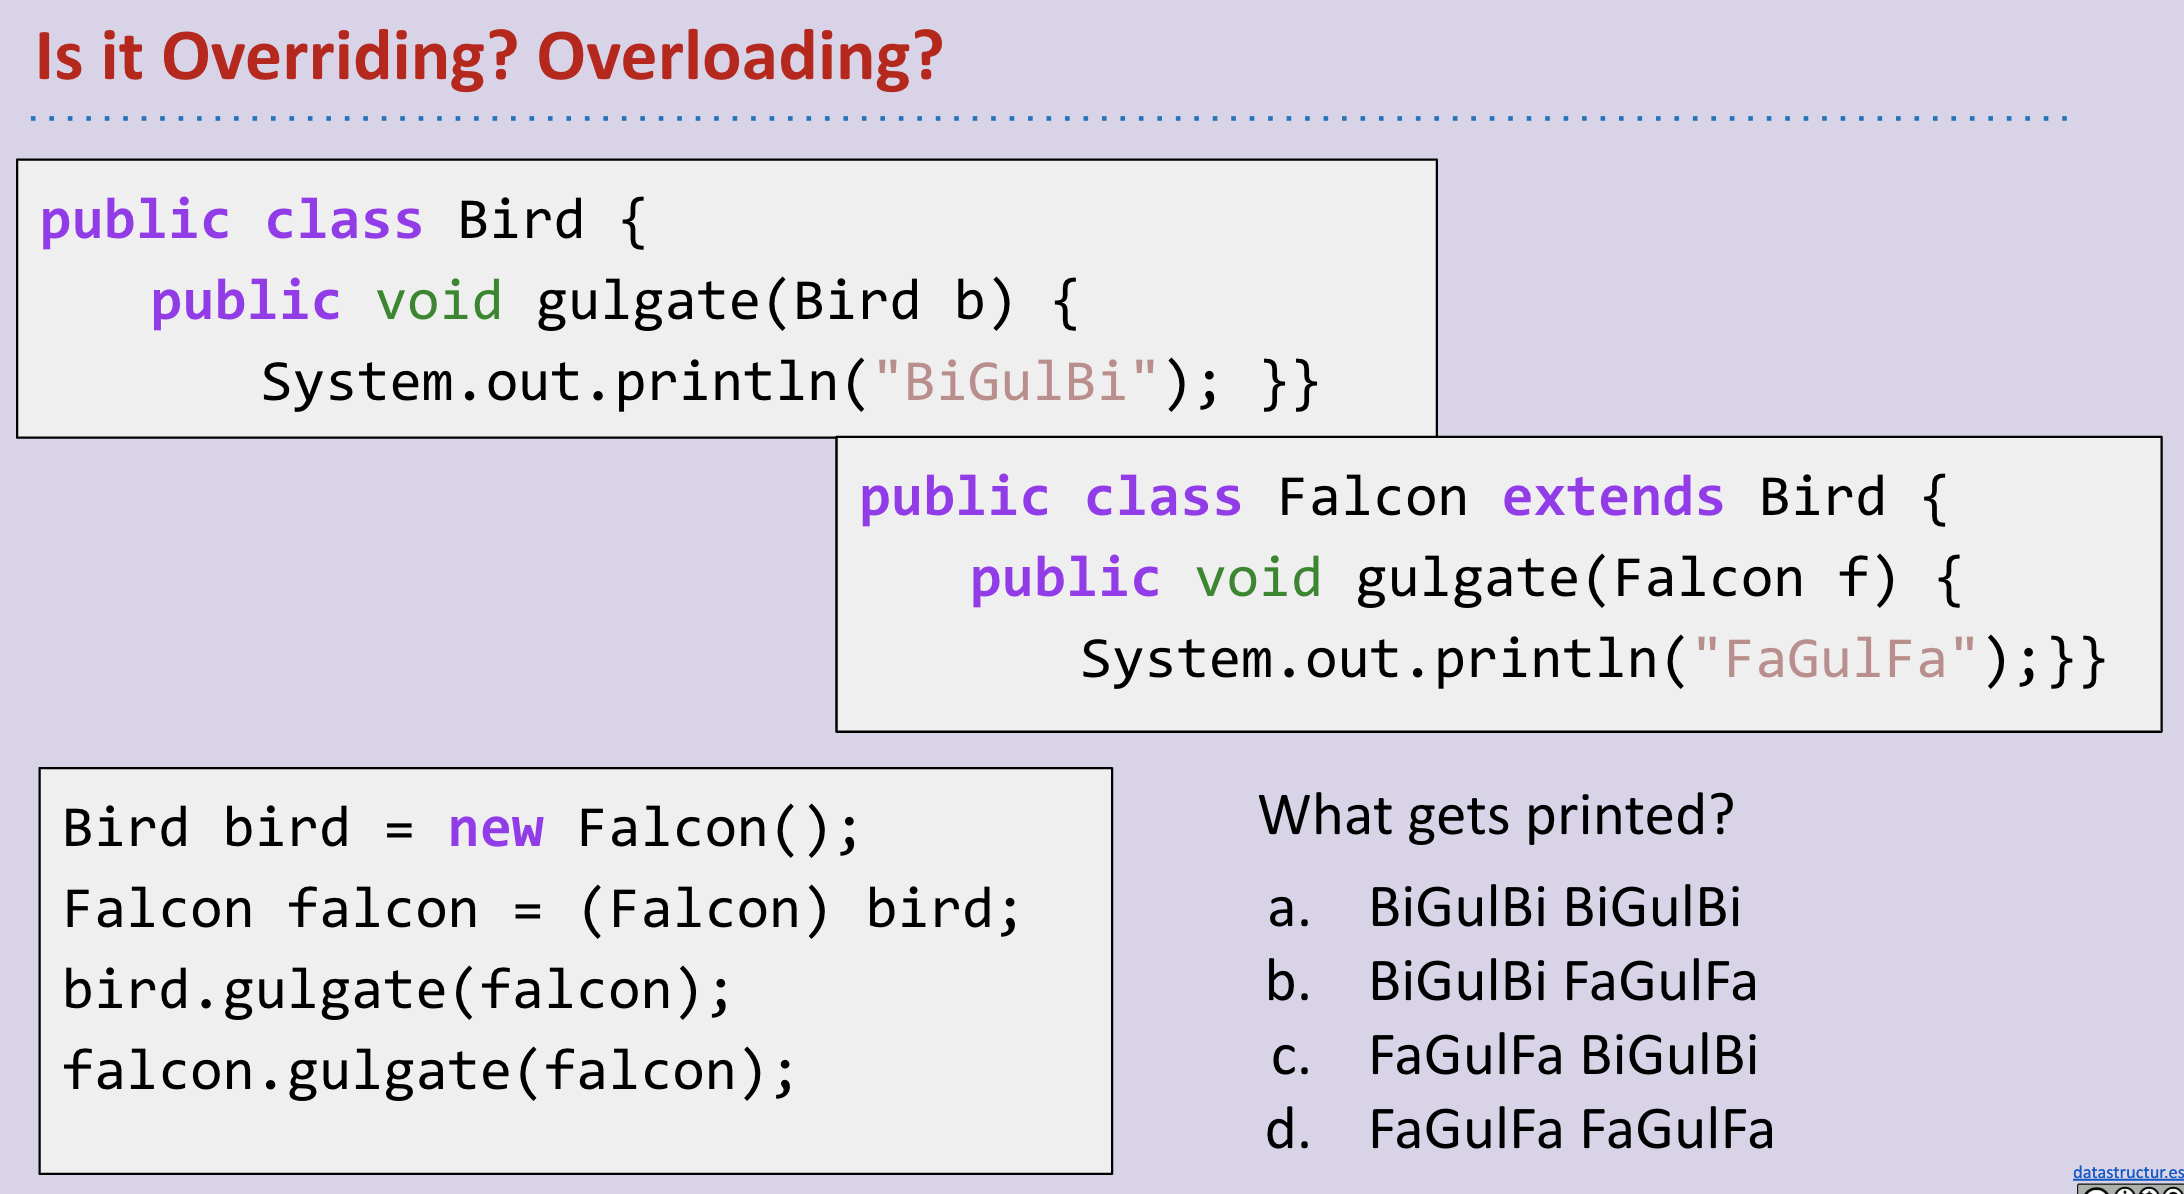 Is it Overriding? Overloading?
public class Bird {
public void gulgate(Bird b) {
System.out.println("BiGulBi"); }}
public class Falcon extends Bird {
public void gulgate(Falcon f) {
System.out.println("FaGulFa");}}
Bird bird = new Falcon();
Falcon falcon = (Falcon) bird;
bird.gulgate(falcon);
falcon.gulgate(falcon);
What gets printed?
a. BiGulBi BiGulBi
b. BiGulBi FaGulFa
c. FaGulFa BiGulBi
d. FaGulFa FaGulFa
datastructur.es